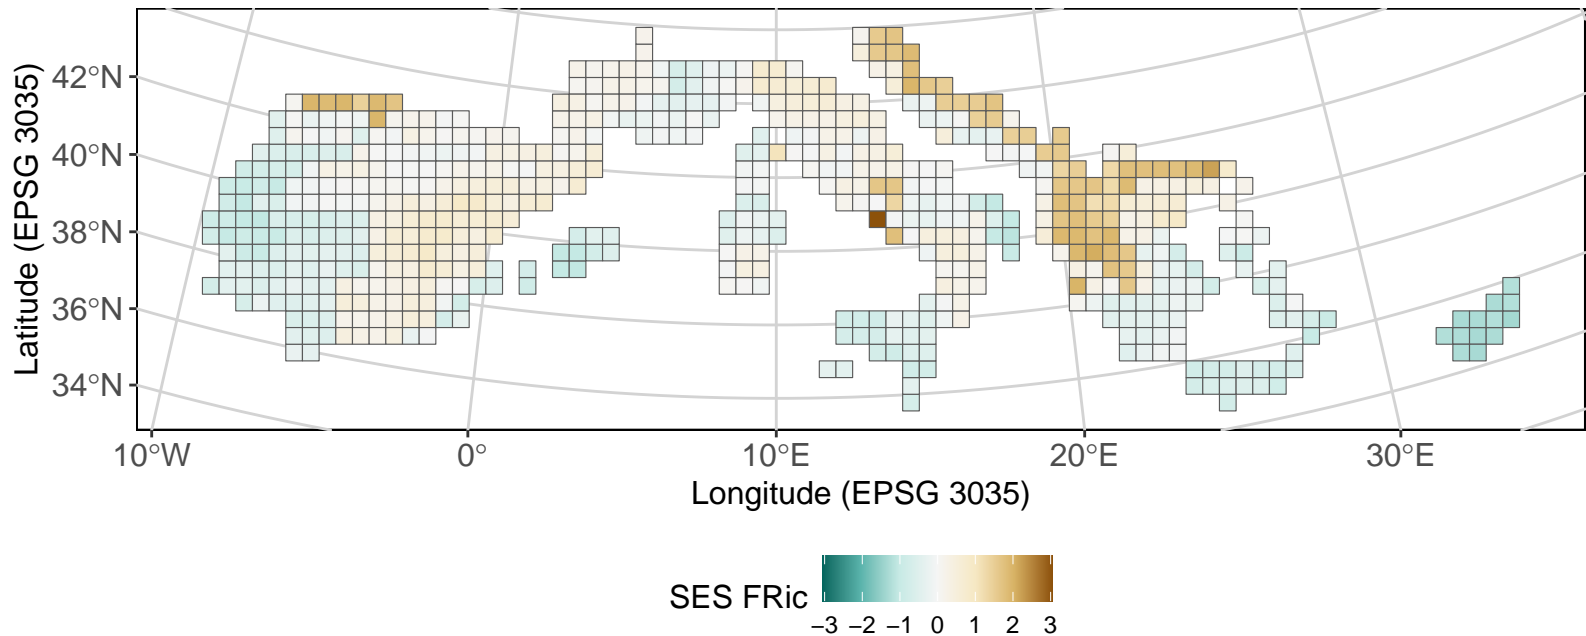 Latitude (EPSG 3035)
42°N
40°N
38°N
36°N
34°N
10°W 0° 10°E 20°E 30°E
Longitude (EPSG 3035)
SES FRic
−3 −2 −1 0 1 2 3